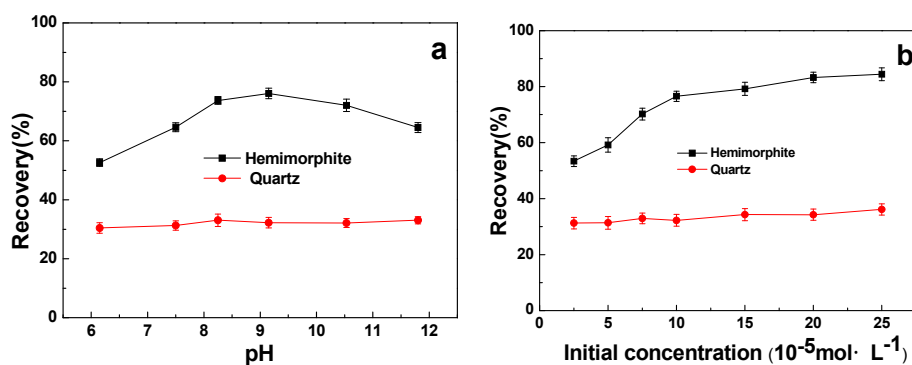 a
Recovery(%)
100
80
60
40
20
0
Hemimorphite
Quartz
6 7 8 9 10 11 12
pH
b
Recovery(%)
100
80
60
40
20
0
Hemimorphite
Quartz
0 5 10 15 20 25
Initial concentration (10⁻⁵mol· L⁻¹)